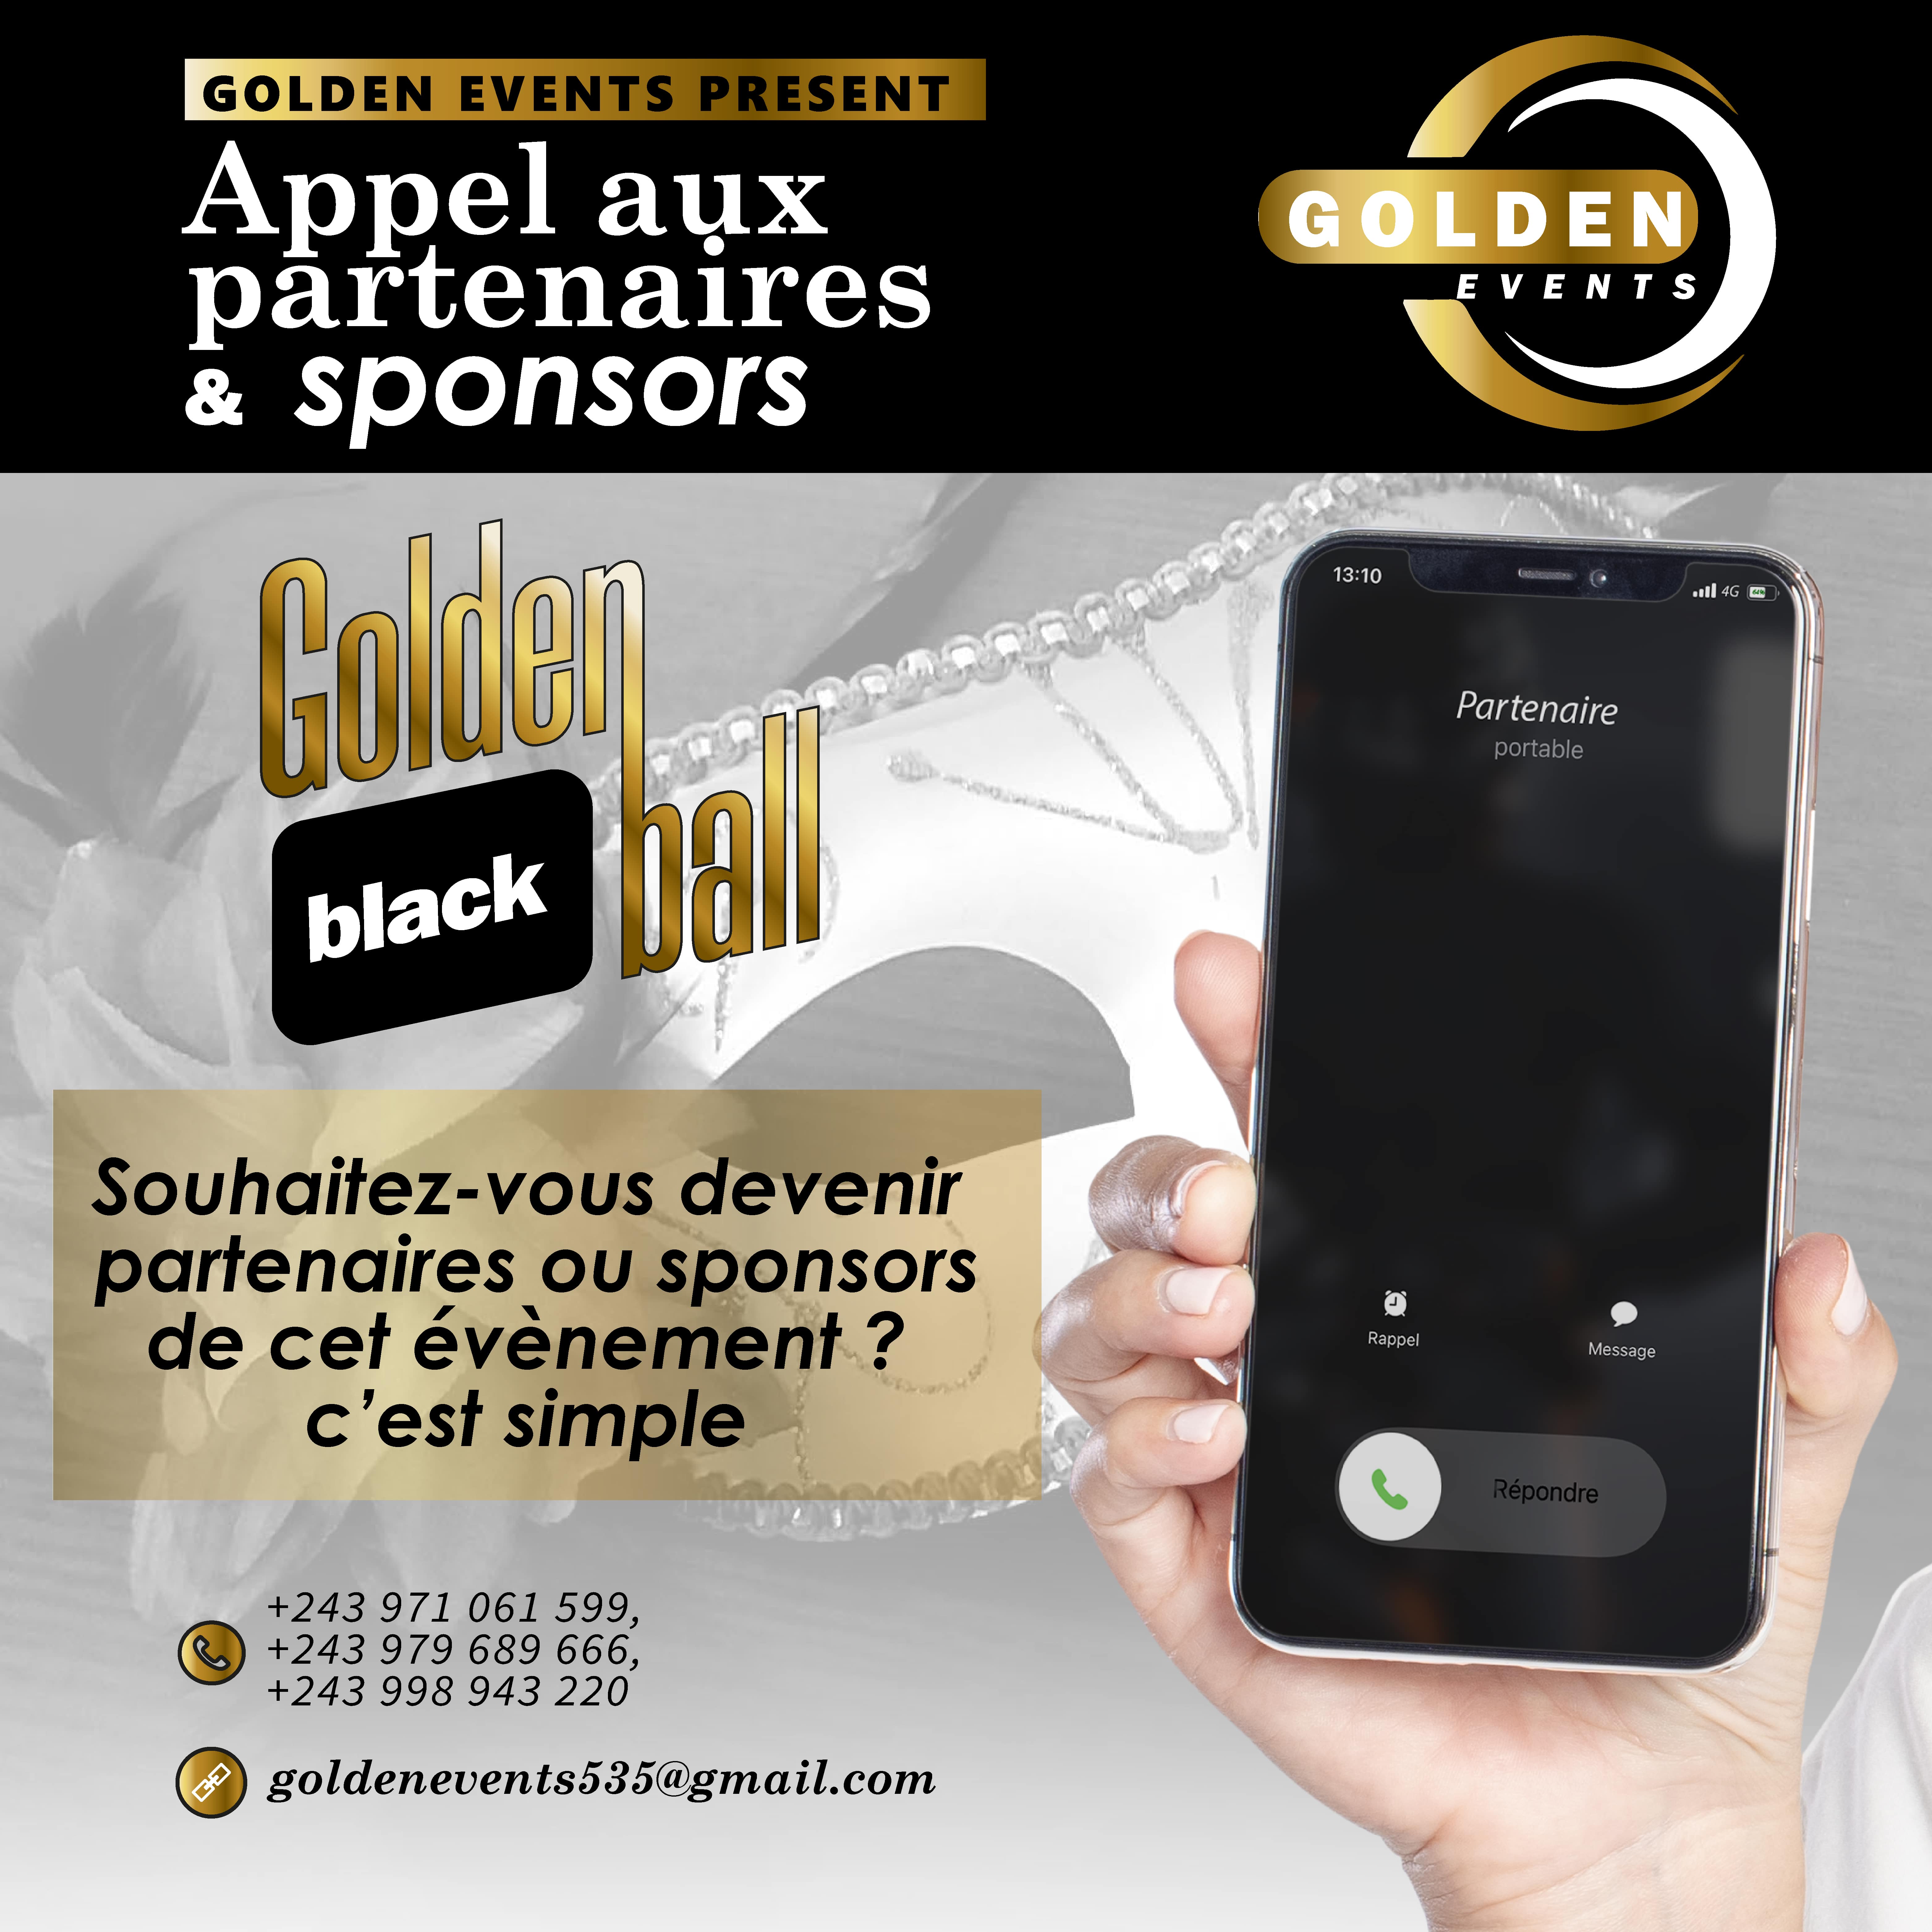 GOLDEN EVENTS PRESENT
Appel aux
partenaires
& sponsors
GOLDEN
EVENTS
Golden
black
ball
13:10
4G
64%
Partenaire
portable
Rappel
Message
Répondre
Souhaitez-vous devenir
partenaires ou sponsors
de cet évènement ?
c’est simple
+243 971 061 599,
+243 979 689 666,
+243 998 943 220
goldenevents535@gmail.com